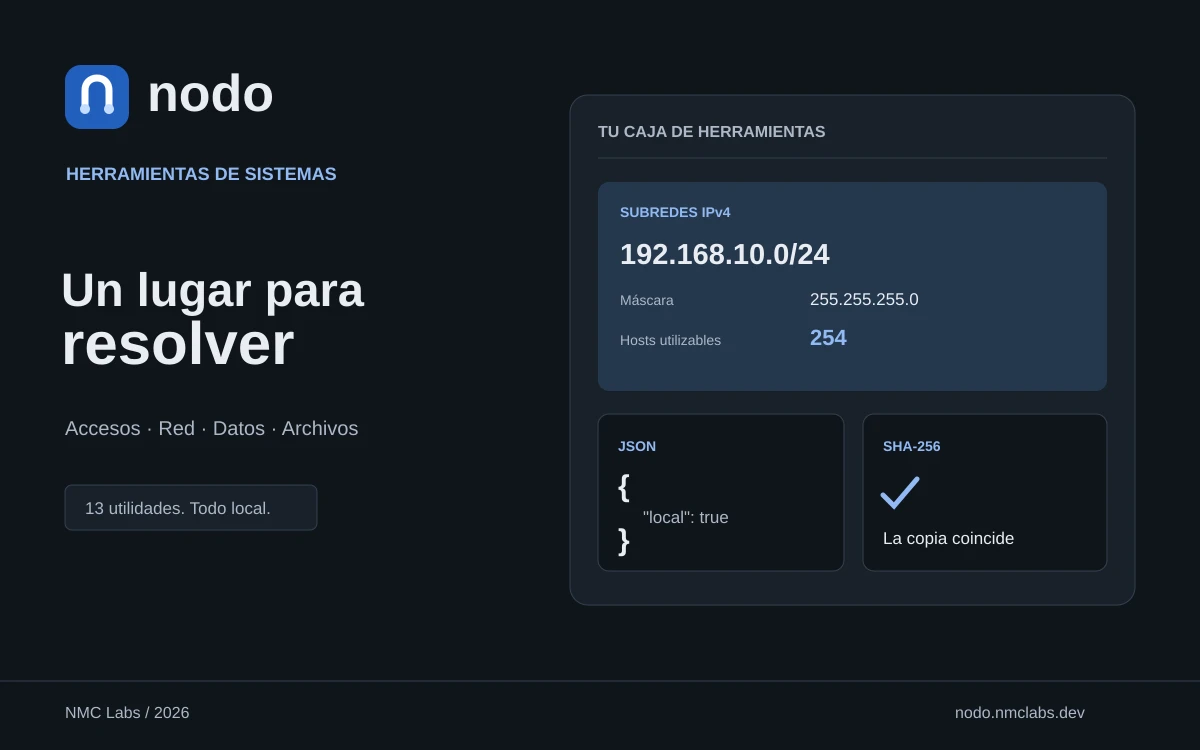 nodo
HERRAMIENTAS DE SISTEMAS
Un lugar para
resolver
Accesos · Red · Datos · Archivos
13 utilidades. Todo local.
TU CAJA DE HERRAMIENTAS
SUBREDES IPv4
192.168.10.0/24
Máscara 255.255.255.0
Hosts utilizables 254
JSON
{
"local": true
}
SHA-256
La copia coincide
NMC Labs / 2026
nodo.nmclabs.dev